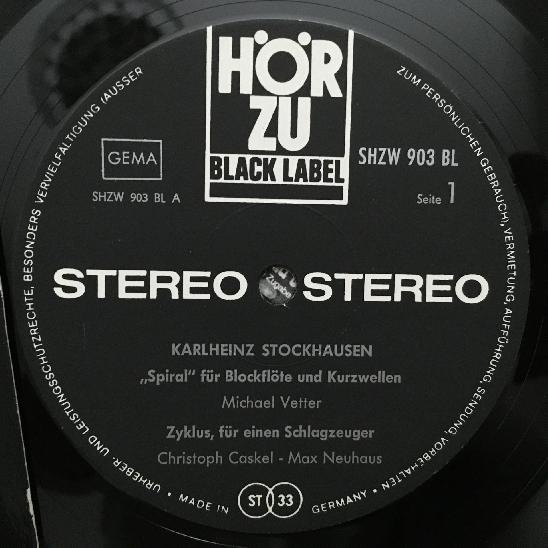 HÖR
ZU
BLACK LABEL
GEMA
SHZW 903 BL A
SHZW 903 BL
Seite 1
STEREO STEREO
Zugabe
KARLHEINZ STOCKHAUSEN
„Spiral" für Blockflöte und Kurzwellen
Michael Vetter
Zyklus, für einen Schlagzeuger
Christoph Caskel - Max Neuhaus
URHEBER- UND LEISTUNGSSCHUTZRECHTE, BESONDERS VERVIELFÄLTIGUNG (AUSSER ZUM PERSÖNLICHEN GEBRAUCH), VERMIETUNG, AUFFÜHRUNG, SENDUNG, VORBEHALTEN
• MADE IN ST 33 GERMANY •